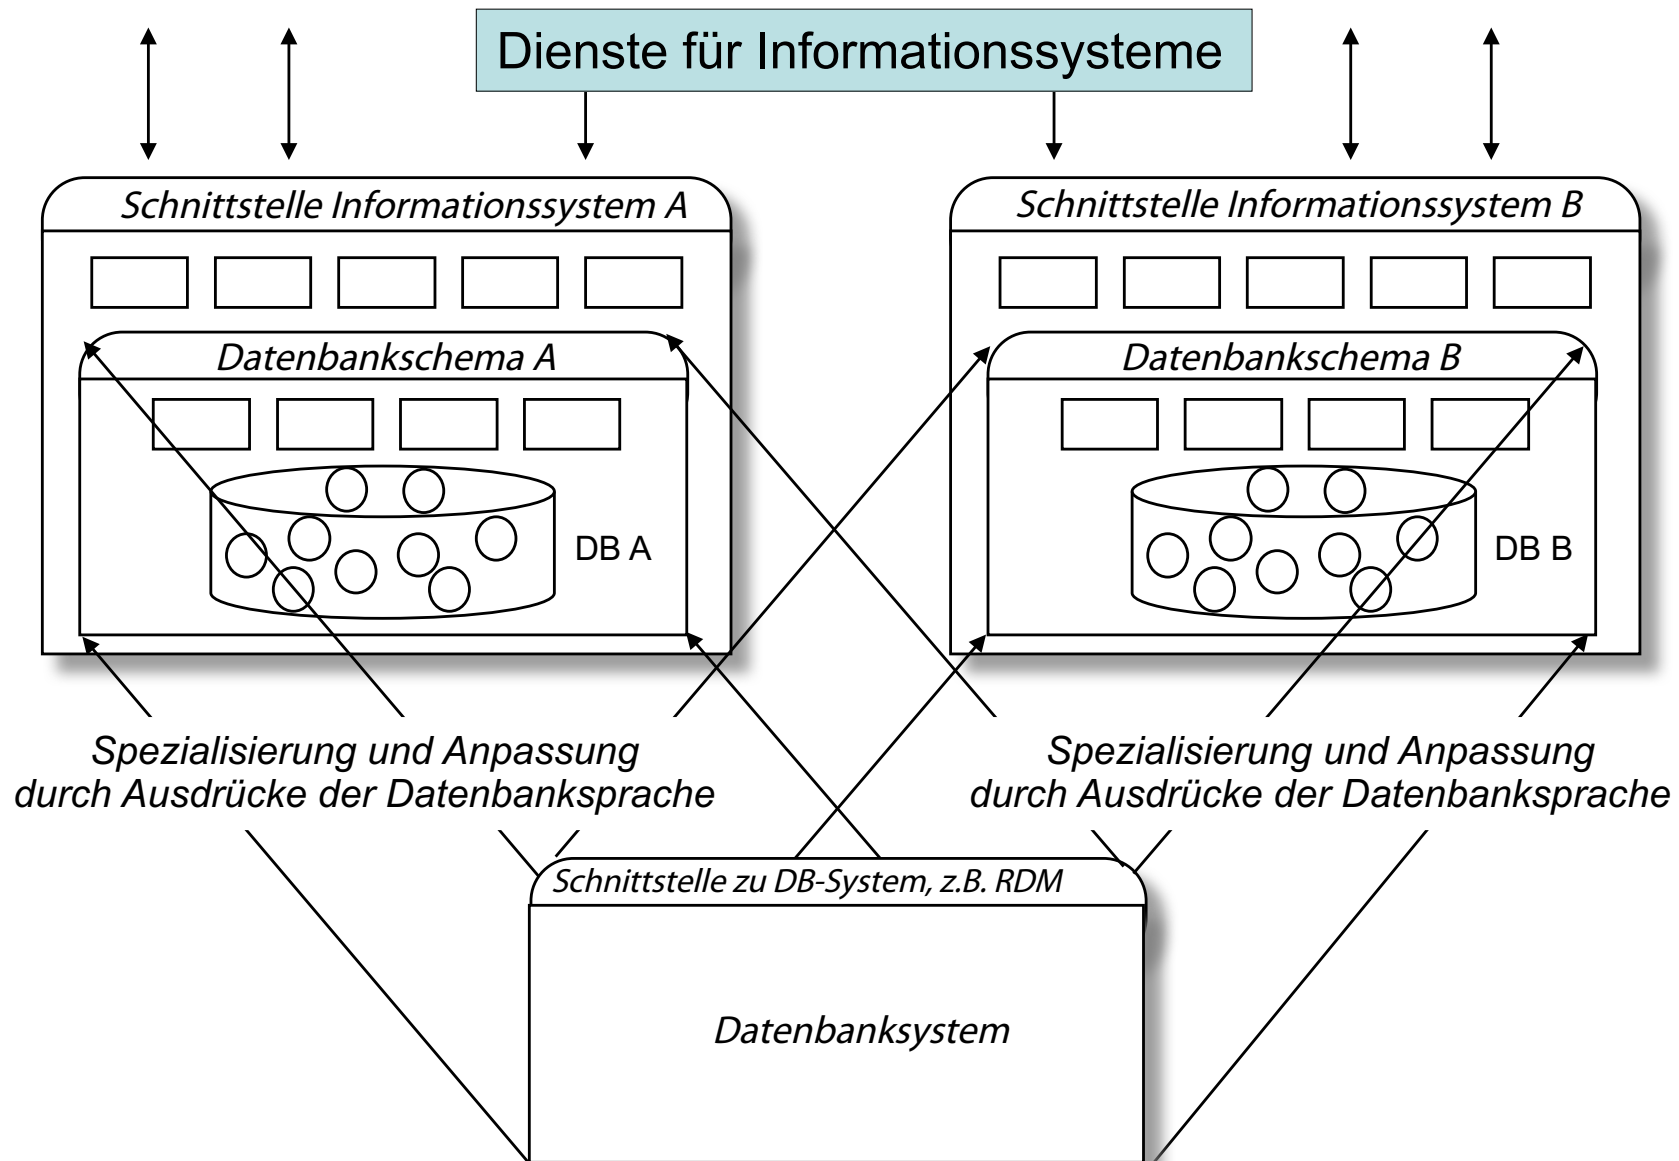 Dienste für Informationssysteme
Schnittstelle Informationssystem A
Schnittstelle Informationssystem B
Datenbankschema A
Datenbankschema B
DB A
DB B
Spezialisierung und Anpassung
durch Ausdrücke der Datenbanksprache
Spezialisierung und Anpassung
durch Ausdrücke der Datenbanksprache
Schnittstelle zu DB-System, z.B. RDM
Datenbanksystem